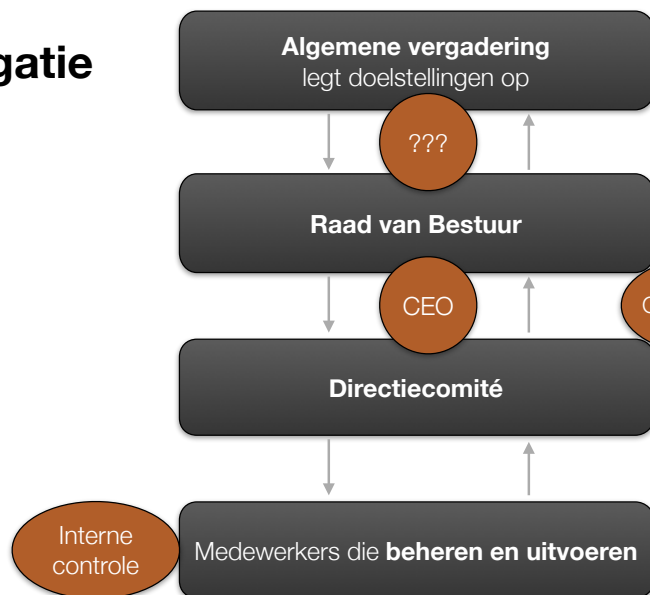 gatie
Algemene vergadering
legt doelstellingen op
???
Raad van Bestuur
CEO
Directiecomité
Interne
controle
Medewerkers die beheren en uitvoeren